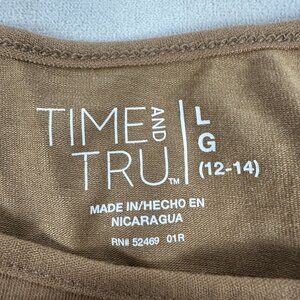 TIME AND
TRU™
L
G
(12-14)
MADE IN/HECHO EN
NICARAGUA
RN# 52469 01R